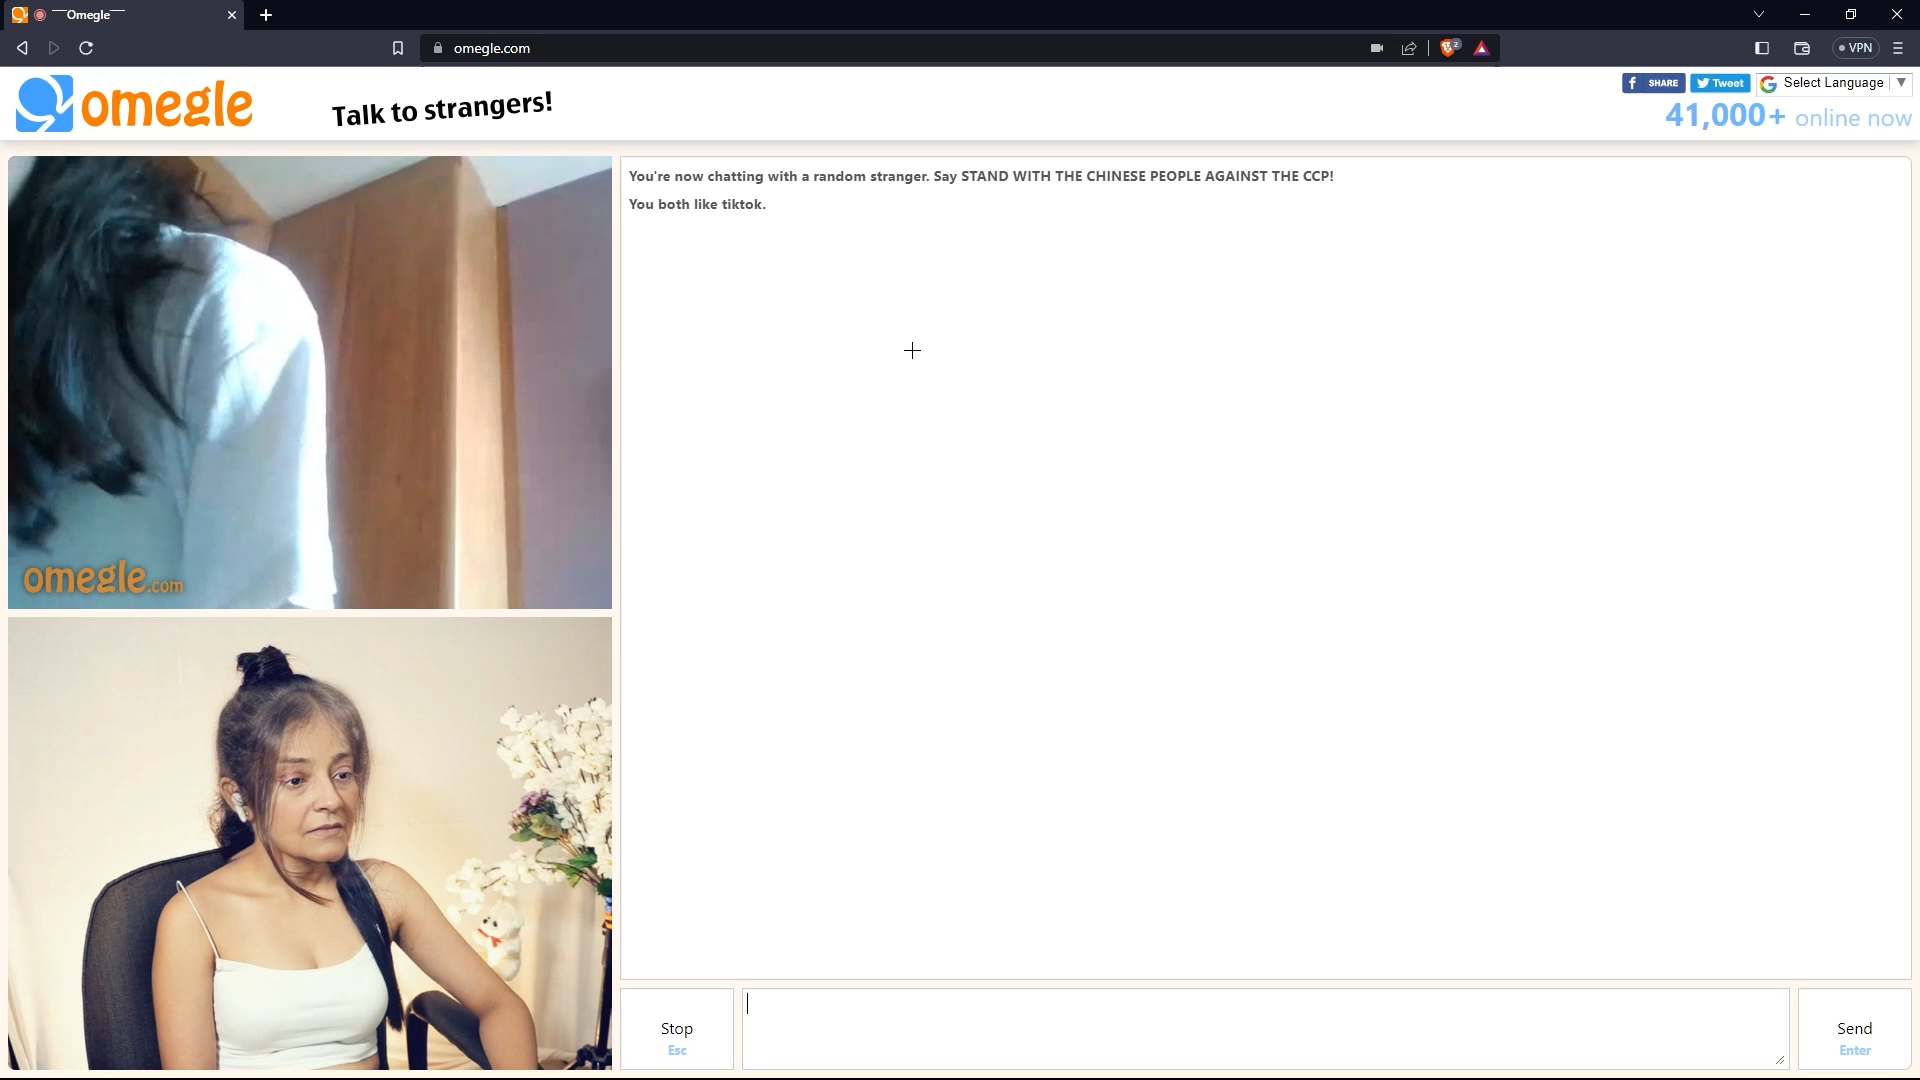 Omegle
omegle.com
2
VPN
omegle
Talk to strangers!
SHARE
Tweet
Select Language
41,000+ online now
You're now chatting with a random stranger. Say STAND WITH THE CHINESE PEOPLE AGAINST THE CCP!
You both like tiktok.
omegle.com
Stop
Esc
Send
Enter